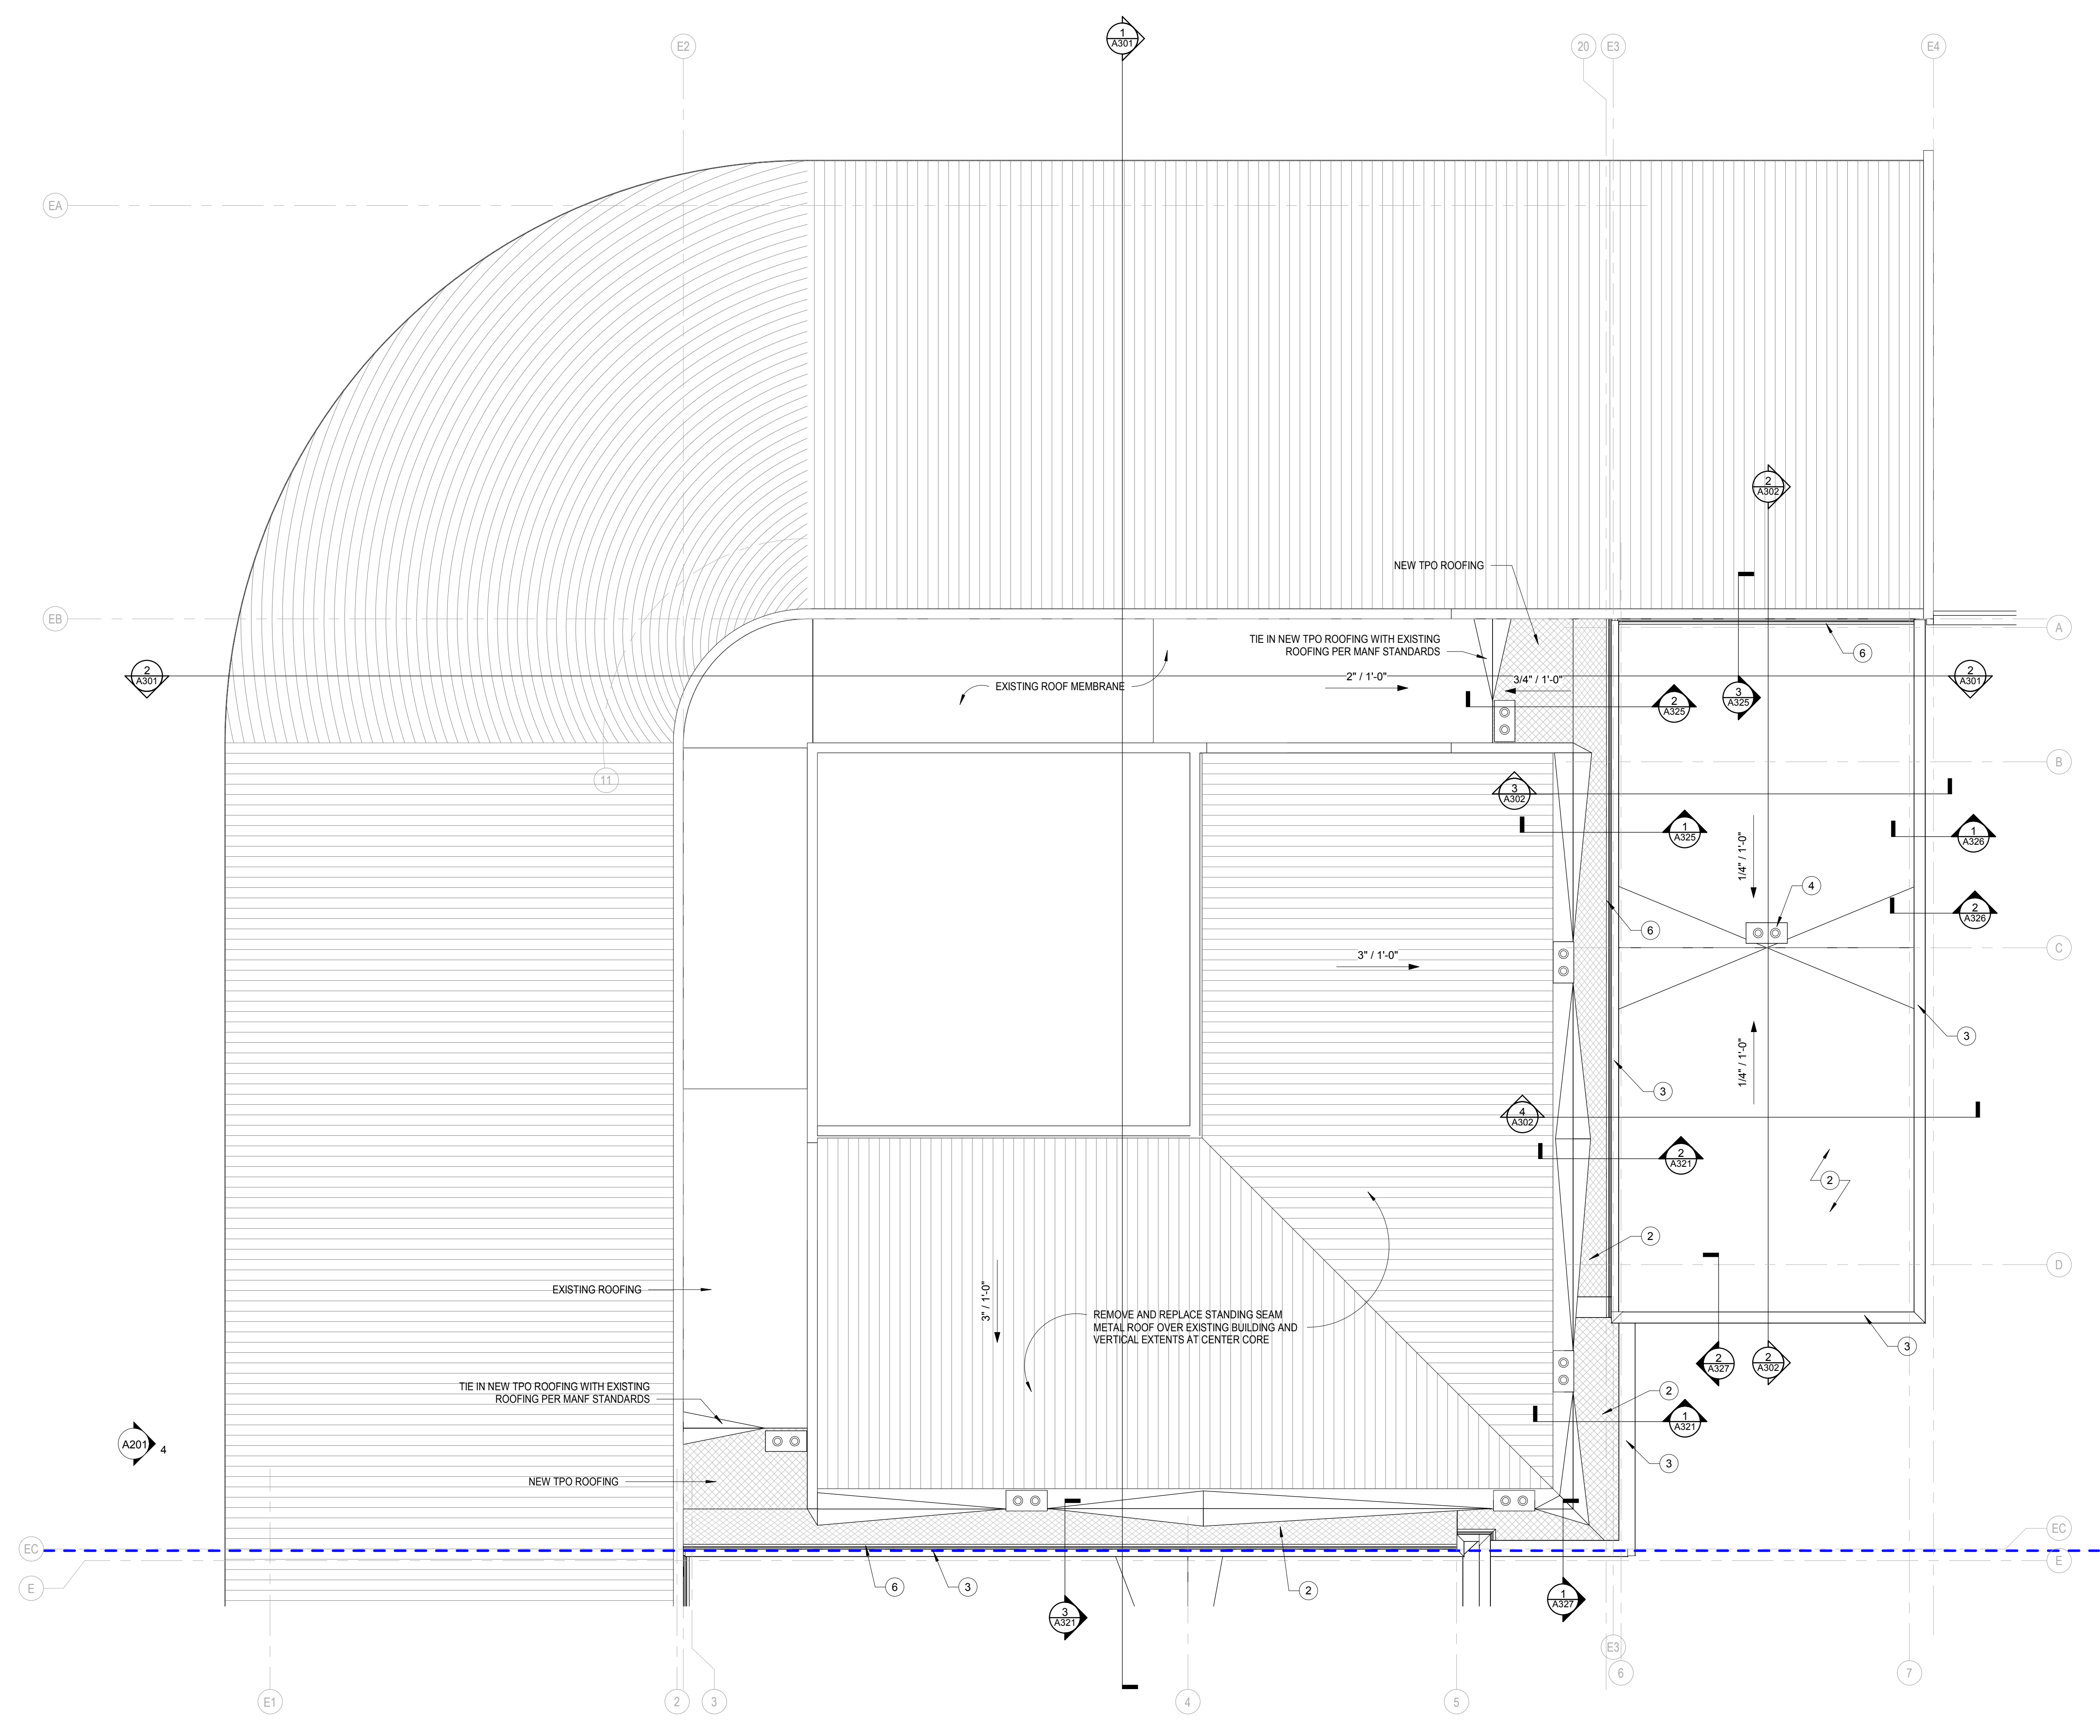 1
A301
E2
20
E3
E4
EA
2
A302
NEW TPO ROOFING
EB
A
TIE IN NEW TPO ROOFING WITH EXISTING
ROOFING PER MANF STANDARDS
6
2
A301
2" / 1'-0"
3/4" / 1'-0"
2
A301
EXISTING ROOF MEMBRANE
2
A325
3
A325
11
B
3
A302
1
A325
1
A326
1/4" / 1'-0"
4
2
A326
6
C
3" / 1'-0"
3
1/4" / 1'-0"
3
4
A302
2
A321
2
2
D
EXISTING ROOFING
3" / 1'-0"
REMOVE AND REPLACE STANDING SEAM
METAL ROOF OVER EXISTING BUILDING AND
VERTICAL EXTENTS AT CENTER CORE
3
2
A327
2
A302
TIE IN NEW TPO ROOFING WITH EXISTING
ROOFING PER MANF STANDARDS
2
1
A321
A201
4
3
NEW TPO ROOFING
EC
EC
E
E
6
3
2
1
A327
3
A321
E3
6
7
E1
2
3
4
5